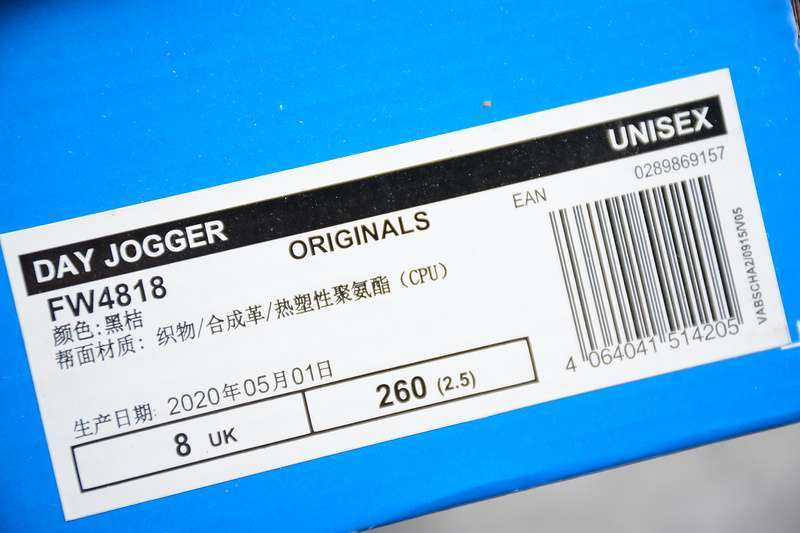 DAY JOGGER UNISEX
FW4818 ORIGINALS EAN 0289869157
颜色:黑桔
帮面材质: 织物/合成革/热塑性聚氨酯(CPU)
生产日期: 2020年05月01日
8 UK 260 (2.5)
4 064041 514205
VABSCHA2/0915/V05